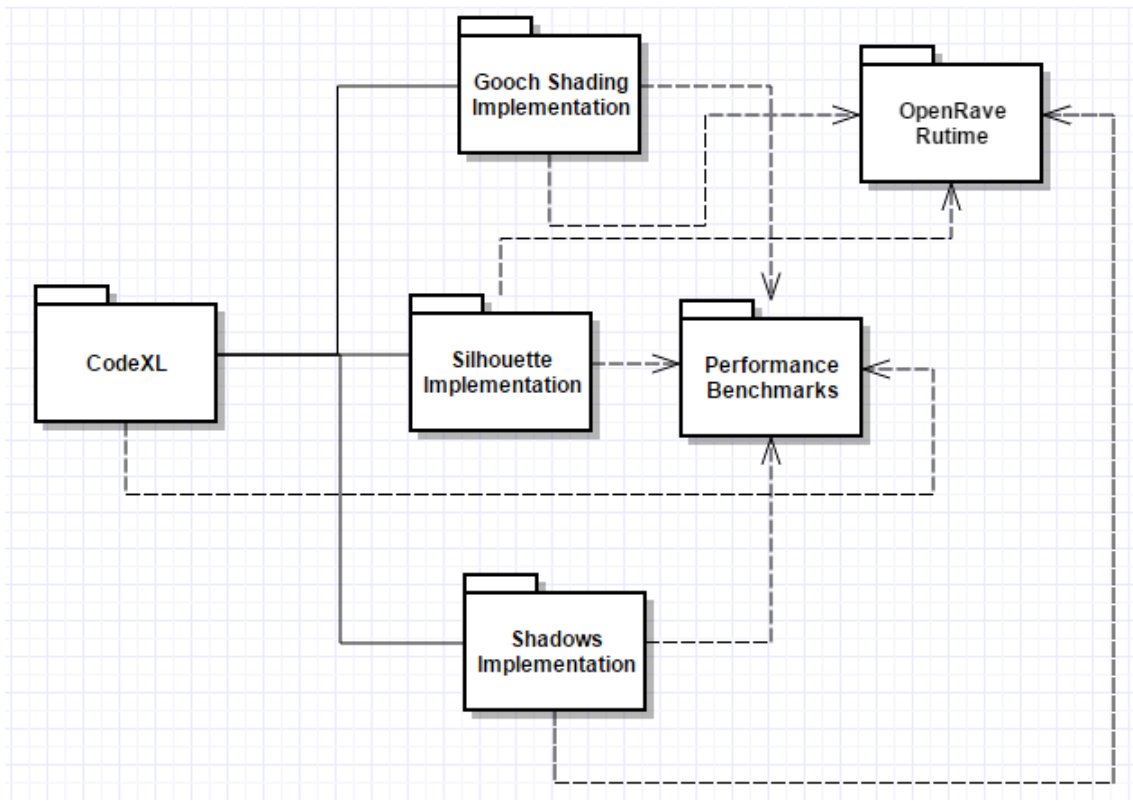 Gooch Shading
Implementation
OpenRave
Rutime
CodeXL
Silhouette
Implementation
Performance
Benchmarks
Shadows
Implementation